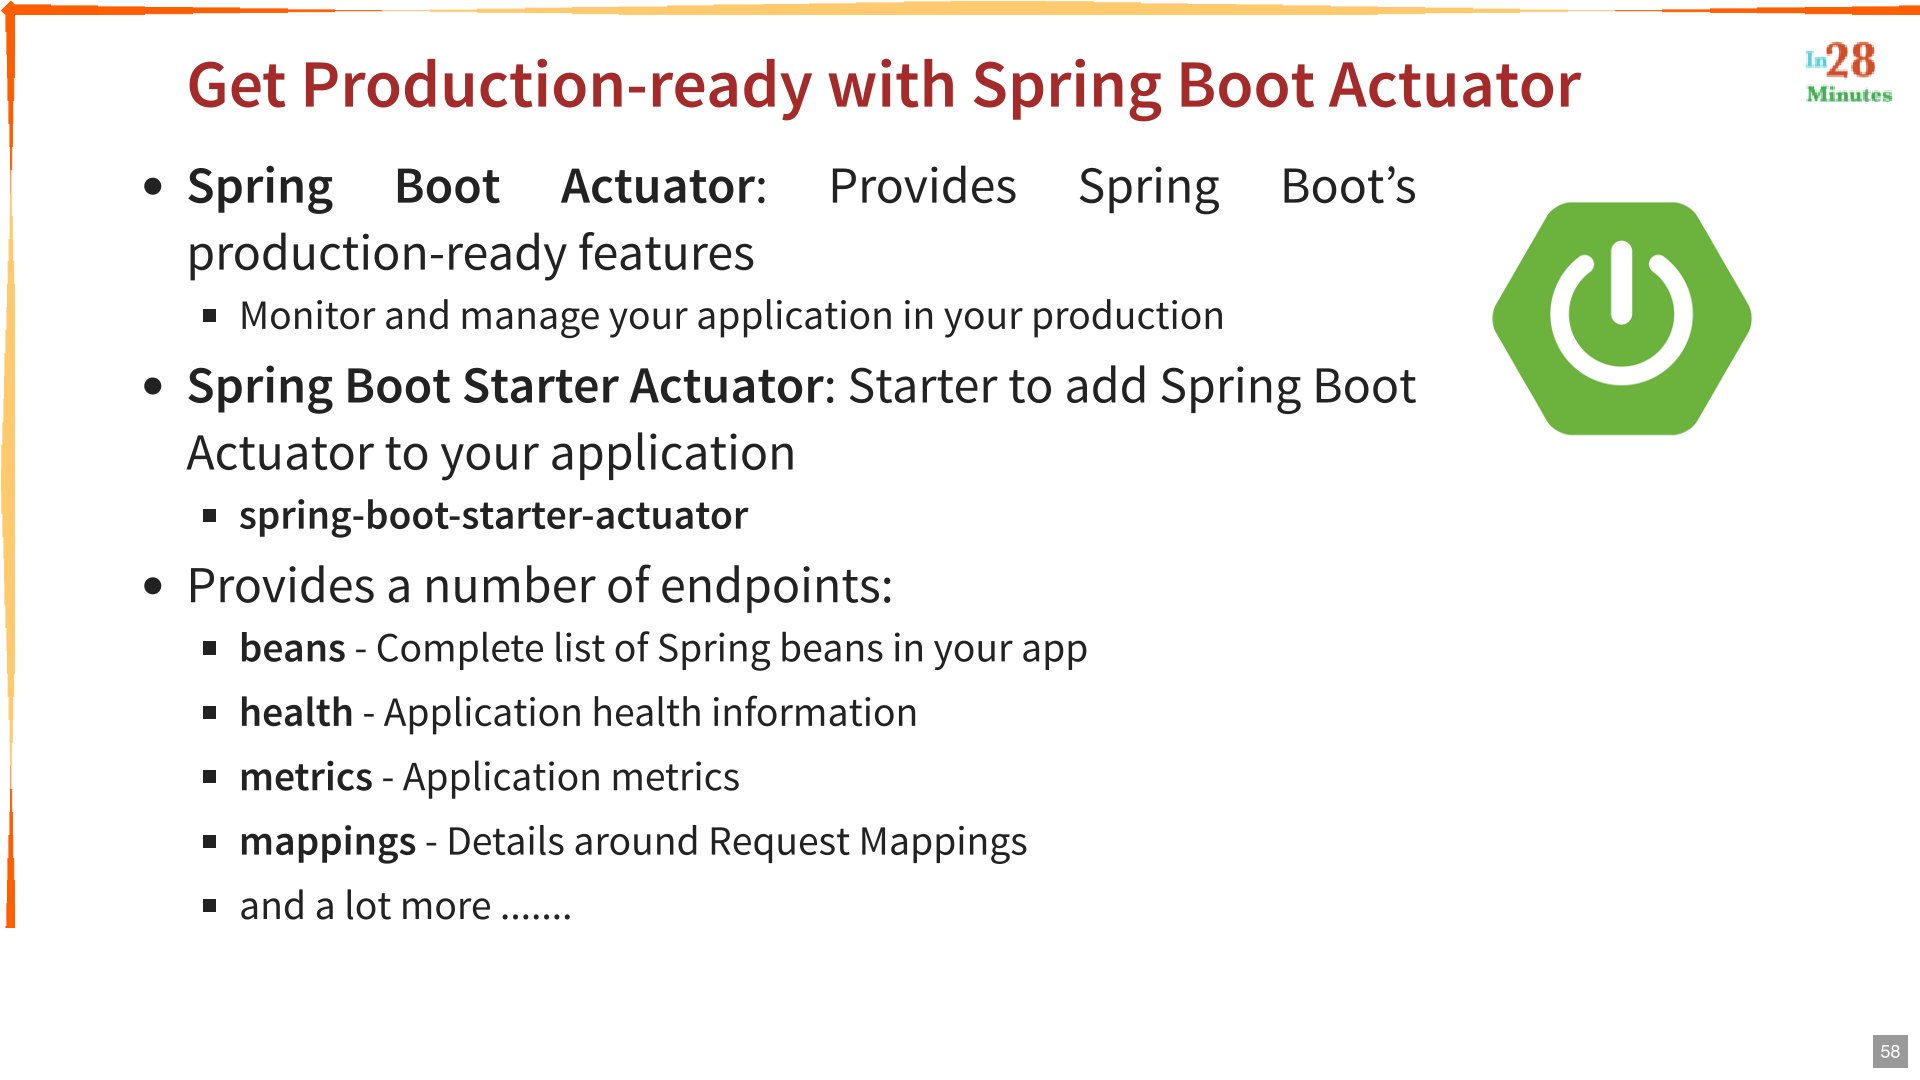 Get Production-ready with Spring Boot Actuator
In28
Minutes
• Spring Boot Actuator: Provides Spring Boot’s
production-ready features
▪ Monitor and manage your application in your production
• Spring Boot Starter Actuator: Starter to add Spring Boot
Actuator to your application
▪ spring-boot-starter-actuator
• Provides a number of endpoints:
▪ beans - Complete list of Spring beans in your app
▪ health - Application health information
▪ metrics - Application metrics
▪ mappings - Details around Request Mappings
▪ and a lot more .......
58